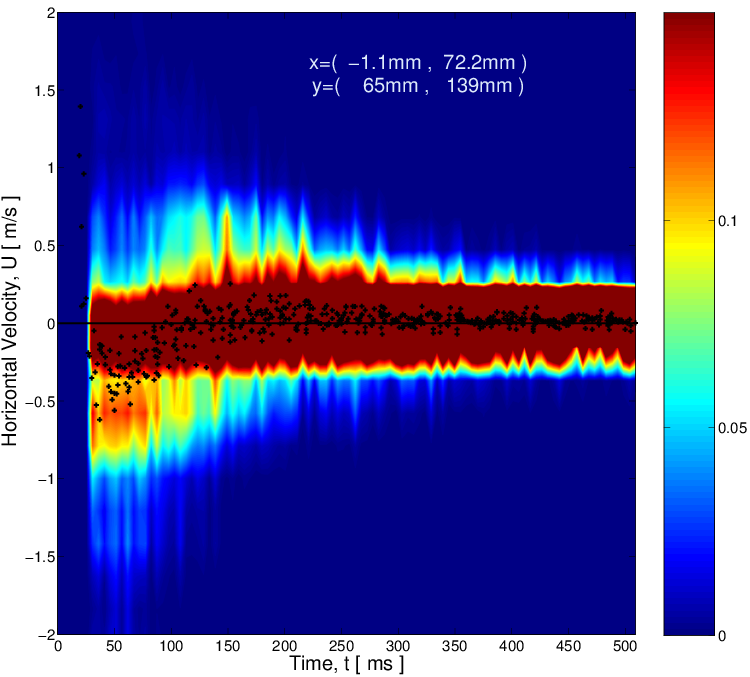 2
1.5
1
0.5
0
−0.5
−1
−1.5
−2
Horizontal Velocity, U [ m/s ]
x=( −1.1mm , 72.2mm )
y=( 65mm , 139mm )
0 50 100 150 200 250 300 350 400 450 500
Time, t [ ms ]
0.1
0.05
0